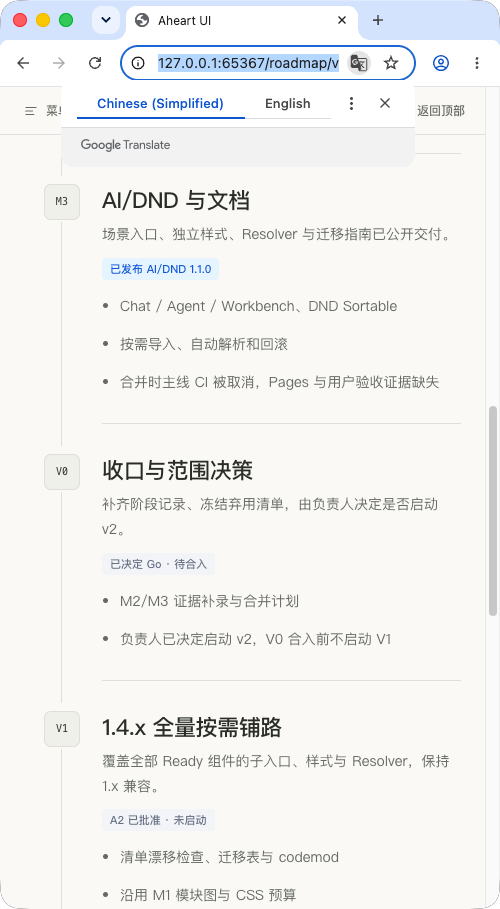 Aheart UI
127.0.0.1:65367/roadmap/v
Chinese (Simplified)
English
Google Translate
菜单
返回顶部
M3
AI/DND 与文档
场景入口、独立样式、Resolver 与迁移指南已公开交付。
已发布 AI/DND 1.1.0
Chat / Agent / Workbench、DND Sortable
按需导入、自动解析和回滚
合并时主线 CI 被取消，Pages 与用户验收证据缺失
V0
收口与范围决策
补齐阶段记录、冻结弃用清单，由负责人决定是否启动
v2。
已决定 Go · 待合入
M2/M3 证据补录与合并计划
负责人已决定启动 v2，V0 合入前不启动 V1
V1
1.4.x 全量按需铺路
覆盖全部 Ready 组件的子入口、样式与 Resolver，保持
1.x 兼容。
A2 已批准 · 未启动
清单漂移检查、迁移表与 codemod
沿用 M1 模块图与 CSS 预算